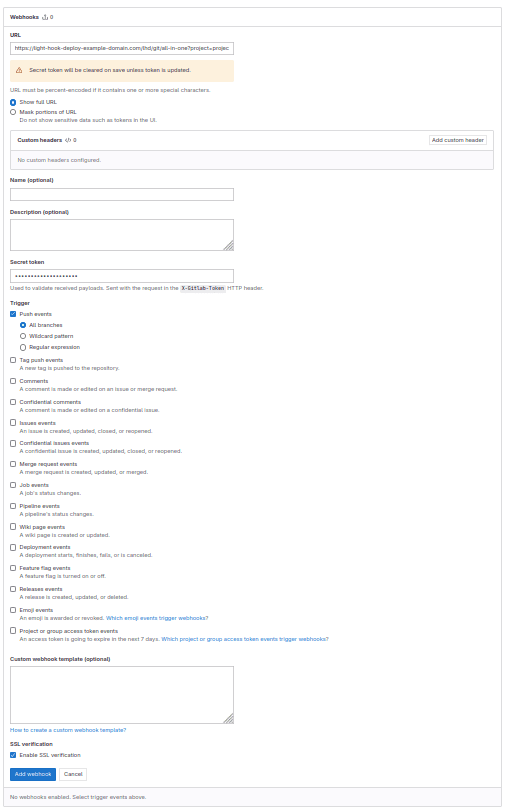 Webhooks 0
URL
https://light-hook-deploy-example-domain.com/lhd/git/all-in-one?project=projec
Secret token will be cleared on save unless token is updated.
URL must be percent-encoded if it contains one or more special characters.
Show full URL
Mask portions of URL
Do not show sensitive data such as tokens in the UI.
Custom headers 0
Add custom header
No custom headers configured.
Name (optional)
Description (optional)
Secret token
Used to validate received payloads. Sent with the request in the X-Gitlab-Token HTTP header.
Trigger
Push events
All branches
Wildcard pattern
Regular expression
Tag push events
A new tag is pushed to the repository.
Comments
A comment is made or edited on an issue or merge request.
Confidential comments
A comment is made or edited on a confidential issue.
Issues events
An issue is created, updated, closed, or reopened.
Confidential issues events
A confidential issue is created, updated, closed, or reopened.
Merge request events
A merge request is created, updated, or merged.
Job events
A job's status changes.
Pipeline events
A pipeline's status changes.
Wiki page events
A wiki page is created or updated.
Deployment events
A deployment starts, finishes, fails, or is canceled.
Feature flag events
A feature flag is turned on or off.
Releases events
A release is created, updated, or deleted.
Emoji events
An emoji is awarded or revoked. Which emoji events trigger webhooks?
Project or group access token events
An access token is going to expire in the next 7 days. Which project or group access token events trigger webhooks?
Custom webhook template (optional)
How to create a custom webhook template?
SSL verification
Enable SSL verification
Add webhook
Cancel
No webhooks enabled. Select trigger events above.